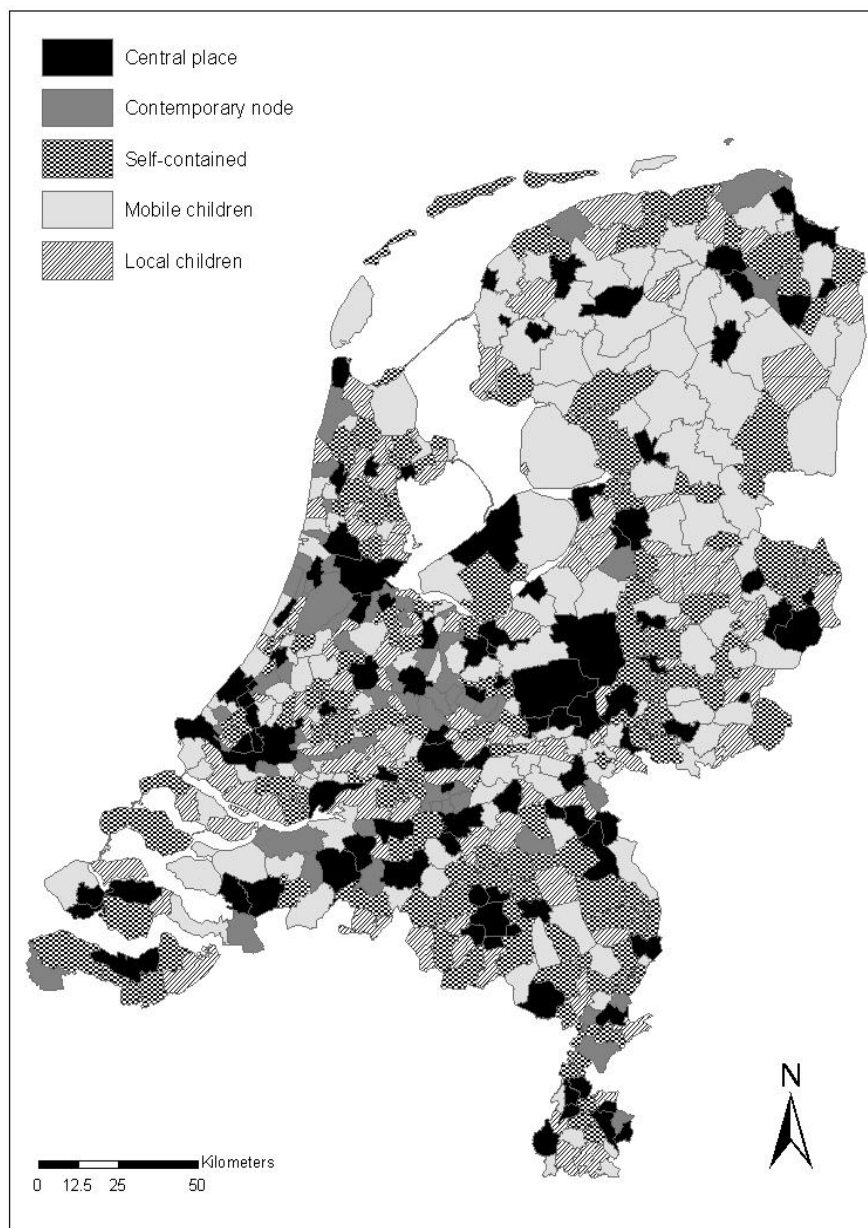 Central place
Contemporary node
Self-contained
Mobile children
Local children
N
Kilometers
0 12.5 25 50